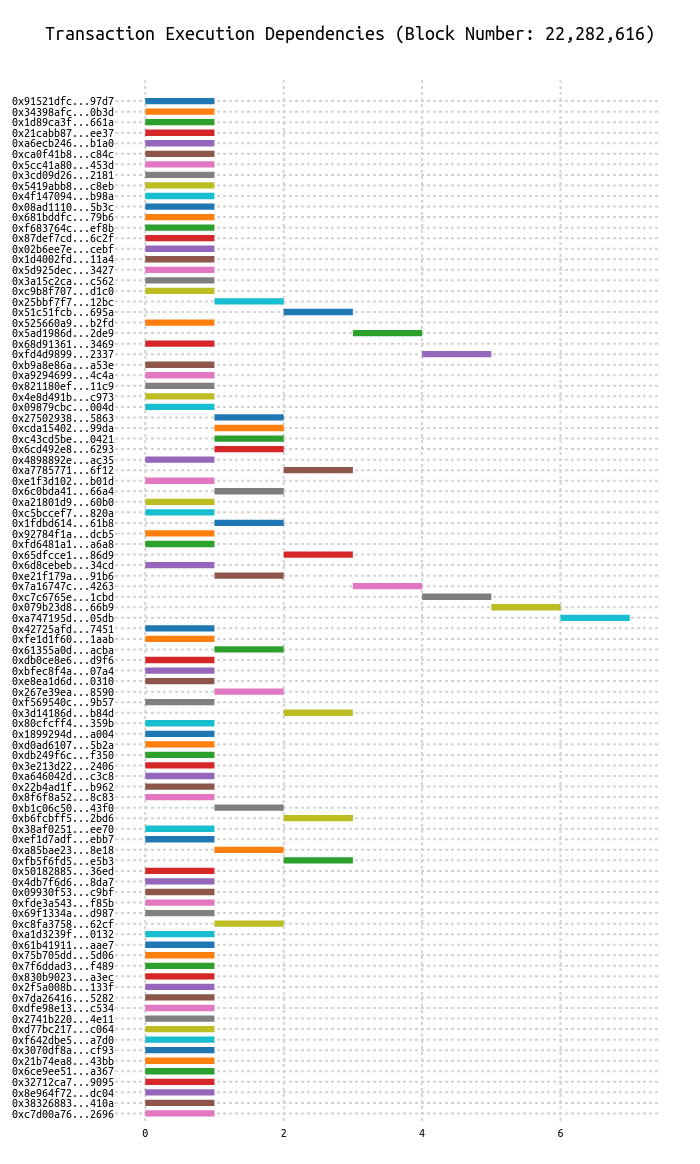 Transaction Execution Dependencies (Block Number: 22,282,616)
0x91521dfc...97d7
0x34398afc...0b3d
0x1d89ca3f...661a
0x21cabb87...ee37
0xa6ecb246...b1a0
0xca0f41b8...c84c
0x5cc41a80...453d
0x3cd09d26...2181
0x5419abb8...c8eb
0x4f147094...b98a
0x08ad1110...5b3c
0x681bddfc...79b6
0xf683764c...ef8b
0x87def7cd...6c2f
0x02b6ee7e...cebf
0x1d4002fd...11a4
0x5d925dec...3427
0x3a15c2ca...c562
0xc9b8f707...d1c0
0x25bbf7f7...12bc
0x51c51fcb...695a
0x525660a9...b2fd
0x5ad1986d...2de9
0x68d91361...3469
0xfd4d9899...2337
0xb9a8e86a...a53e
0xa9294699...4c4a
0x821180ef...11c9
0x4e8d491b...c973
0x09879cbc...004d
0x27502938...5863
0xcda15402...99da
0xc43cd5be...0421
0x6cd492e8...6293
0x4898892e...ac35
0xa7785771...6f12
0xe1f3d102...b01d
0x6c0bda41...66a4
0xa21801d9...60b0
0xc5bccef7...820a
0x1fdbd614...61b8
0x92784f1a...dcb5
0xfd6481a1...a6a8
0x65dfcce1...86d9
0x6d8cebeb...34cd
0xe21f179a...91b6
0x7a16747c...4263
0xc7c6765e...1cbd
0x079b23d8...66b9
0xa747195d...05db
0x42725afd...7451
0xfe1d1f60...1aab
0x61355a0d...acba
0xdb0ce8e6...d9f6
0xbfec8f4a...07a4
0xe8ea1d6d...0310
0x267e39ea...8590
0xf569540c...9b57
0x3d14186d...b84d
0x80cfcff4...359b
0x1899294d...a004
0xd0ad6107...5b2a
0xdb249f6c...f350
0x3e213d22...2406
0xa646042d...c3c8
0x22b4ad1f...b962
0x8f6f8a52...8c83
0xb1c06c50...43f0
0xb6fcbff5...2bd6
0x38af0251...ee70
0xef1d7adf...ebb7
0xa85bae23...8e18
0xfb5f6fd5...e5b3
0x50182885...36ed
0x4db7f6d6...8da7
0x09930f53...c9bf
0xfde3a543...f85b
0x69f1334a...d987
0xc8fa3758...62cf
0xa1d3239f...0132
0x61b41911...aae7
0x75b705dd...5d06
0x7f6ddad3...f489
0x830b9023...a3ec
0x2f5a008b...133f
0x7da26416...5282
0xdfe98e13...c534
0x2741b220...4e11
0xd77bc217...c064
0xf642dbe5...a7d0
0x3070df8a...cf93
0x21b74ea8...43bb
0x6ce9ee51...a367
0x32712ca7...9095
0x8e964f72...dc04
0x38326883...410a
0xc7d00a76...2696
0 2 4 6